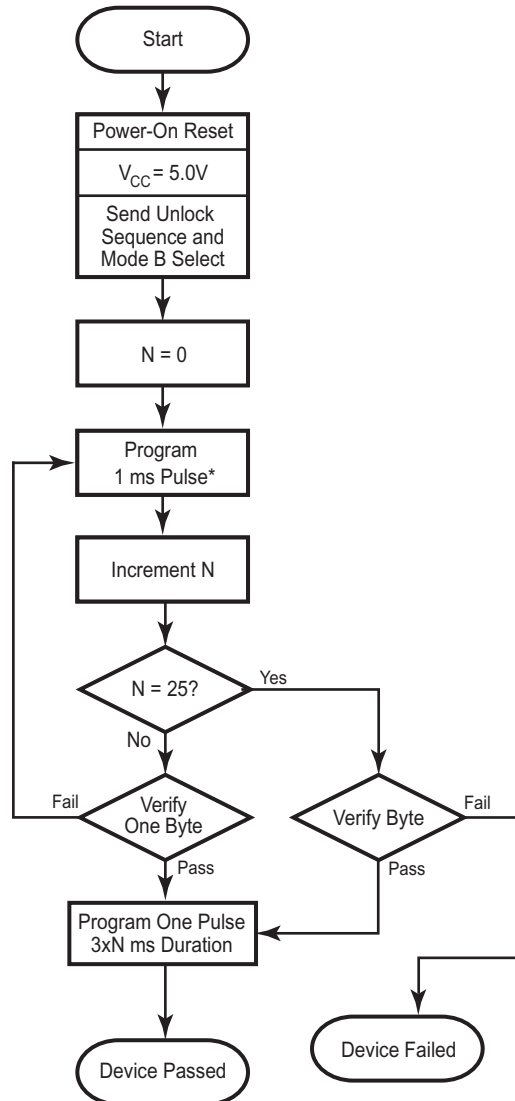 Start
Power-On Reset
VCC = 5.0V
Send Unlock
Sequence and
Mode B Select
N = 0
Program
1 ms Pulse*
Increment N
N = 25?
Yes
No
Verify
One Byte
Fail
Pass
Verify Byte
Fail
Pass
Program One Pulse
3xN ms Duration
Device Passed
Device Failed